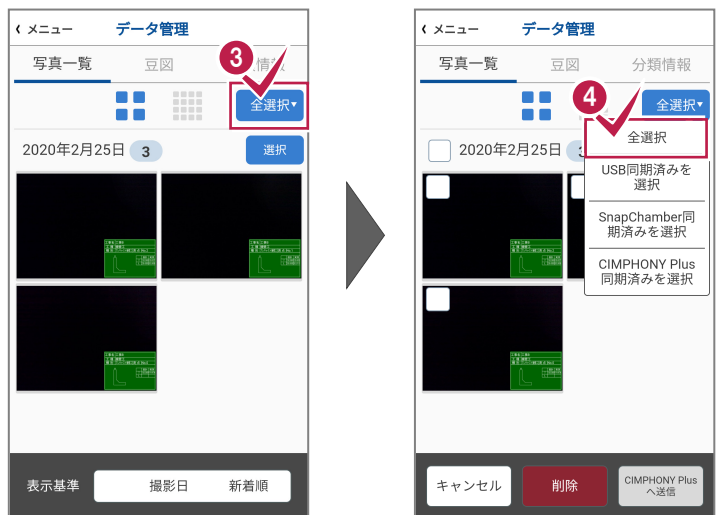 ‹ メニュー データ管理
写真一覧 豆図 情報
3
全選択▼
2020年2月25日 3
選択
表示基準 撮影日 新着順
‹ メニュー データ管理
写真一覧 豆図 分類情報
4
全選択▼
2020年2月25日
全選択
USB同期済みを
選択
SnapChamber同
期済みを選択
CIMPHONY Plus
同期済みを選択
キャンセル 削除 CIMPHONY Plus
へ送信